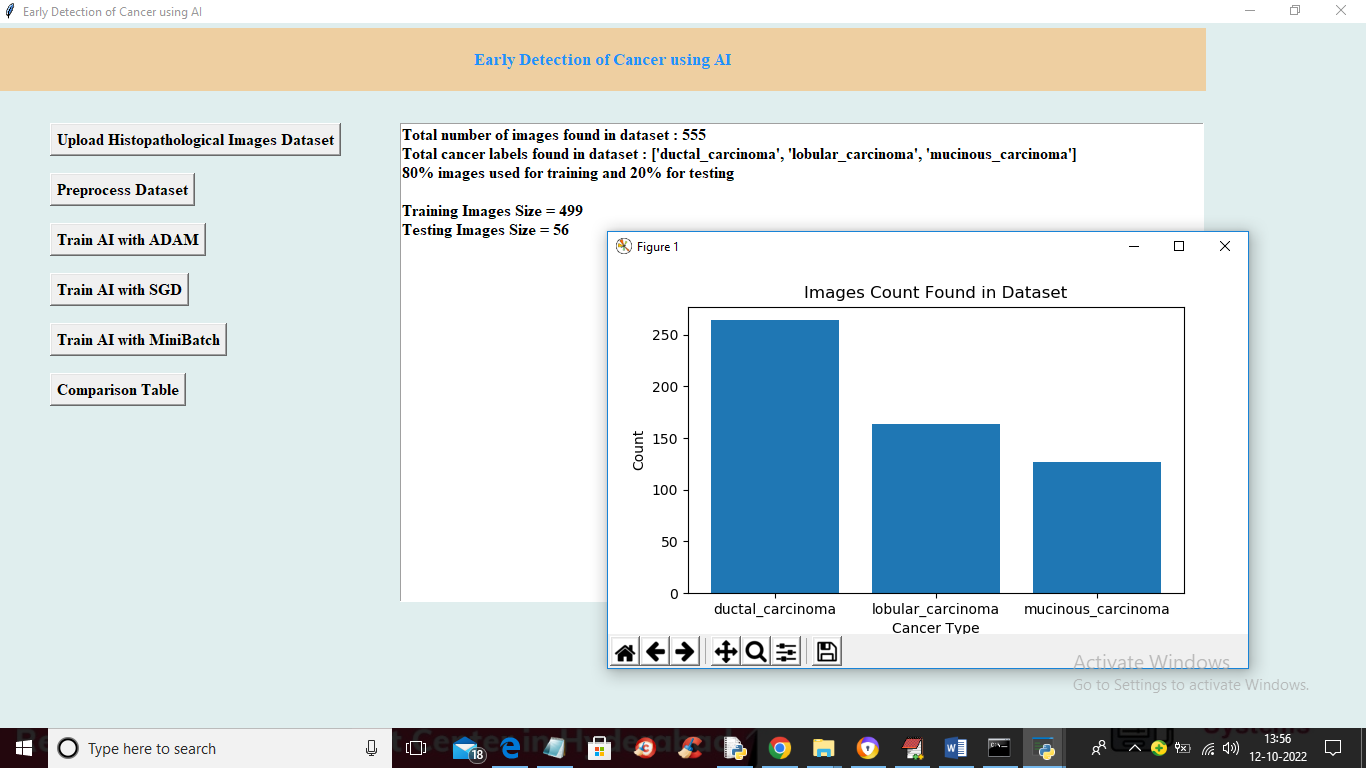 Early Detection of Cancer using AI
Early Detection of Cancer using AI
Upload Histopathological Images Dataset
Preprocess Dataset
Train AI with ADAM
Train AI with SGD
Train AI with MiniBatch
Comparison Table
Total number of images found in dataset : 555
Total cancer labels found in dataset : ['ductal_carcinoma', 'lobular_carcinoma', 'mucinous_carcinoma']
80% images used for training and 20% for testing
Training Images Size = 499
Testing Images Size = 56
Figure 1
Images Count Found in Dataset
250
200
150
100
50
0
Count
ductal_carcinoma lobular_carcinoma mucinous_carcinoma
Cancer Type
Activate Windows
Go to Settings to activate Windows.
Type here to search
18
13:56
12-10-2022